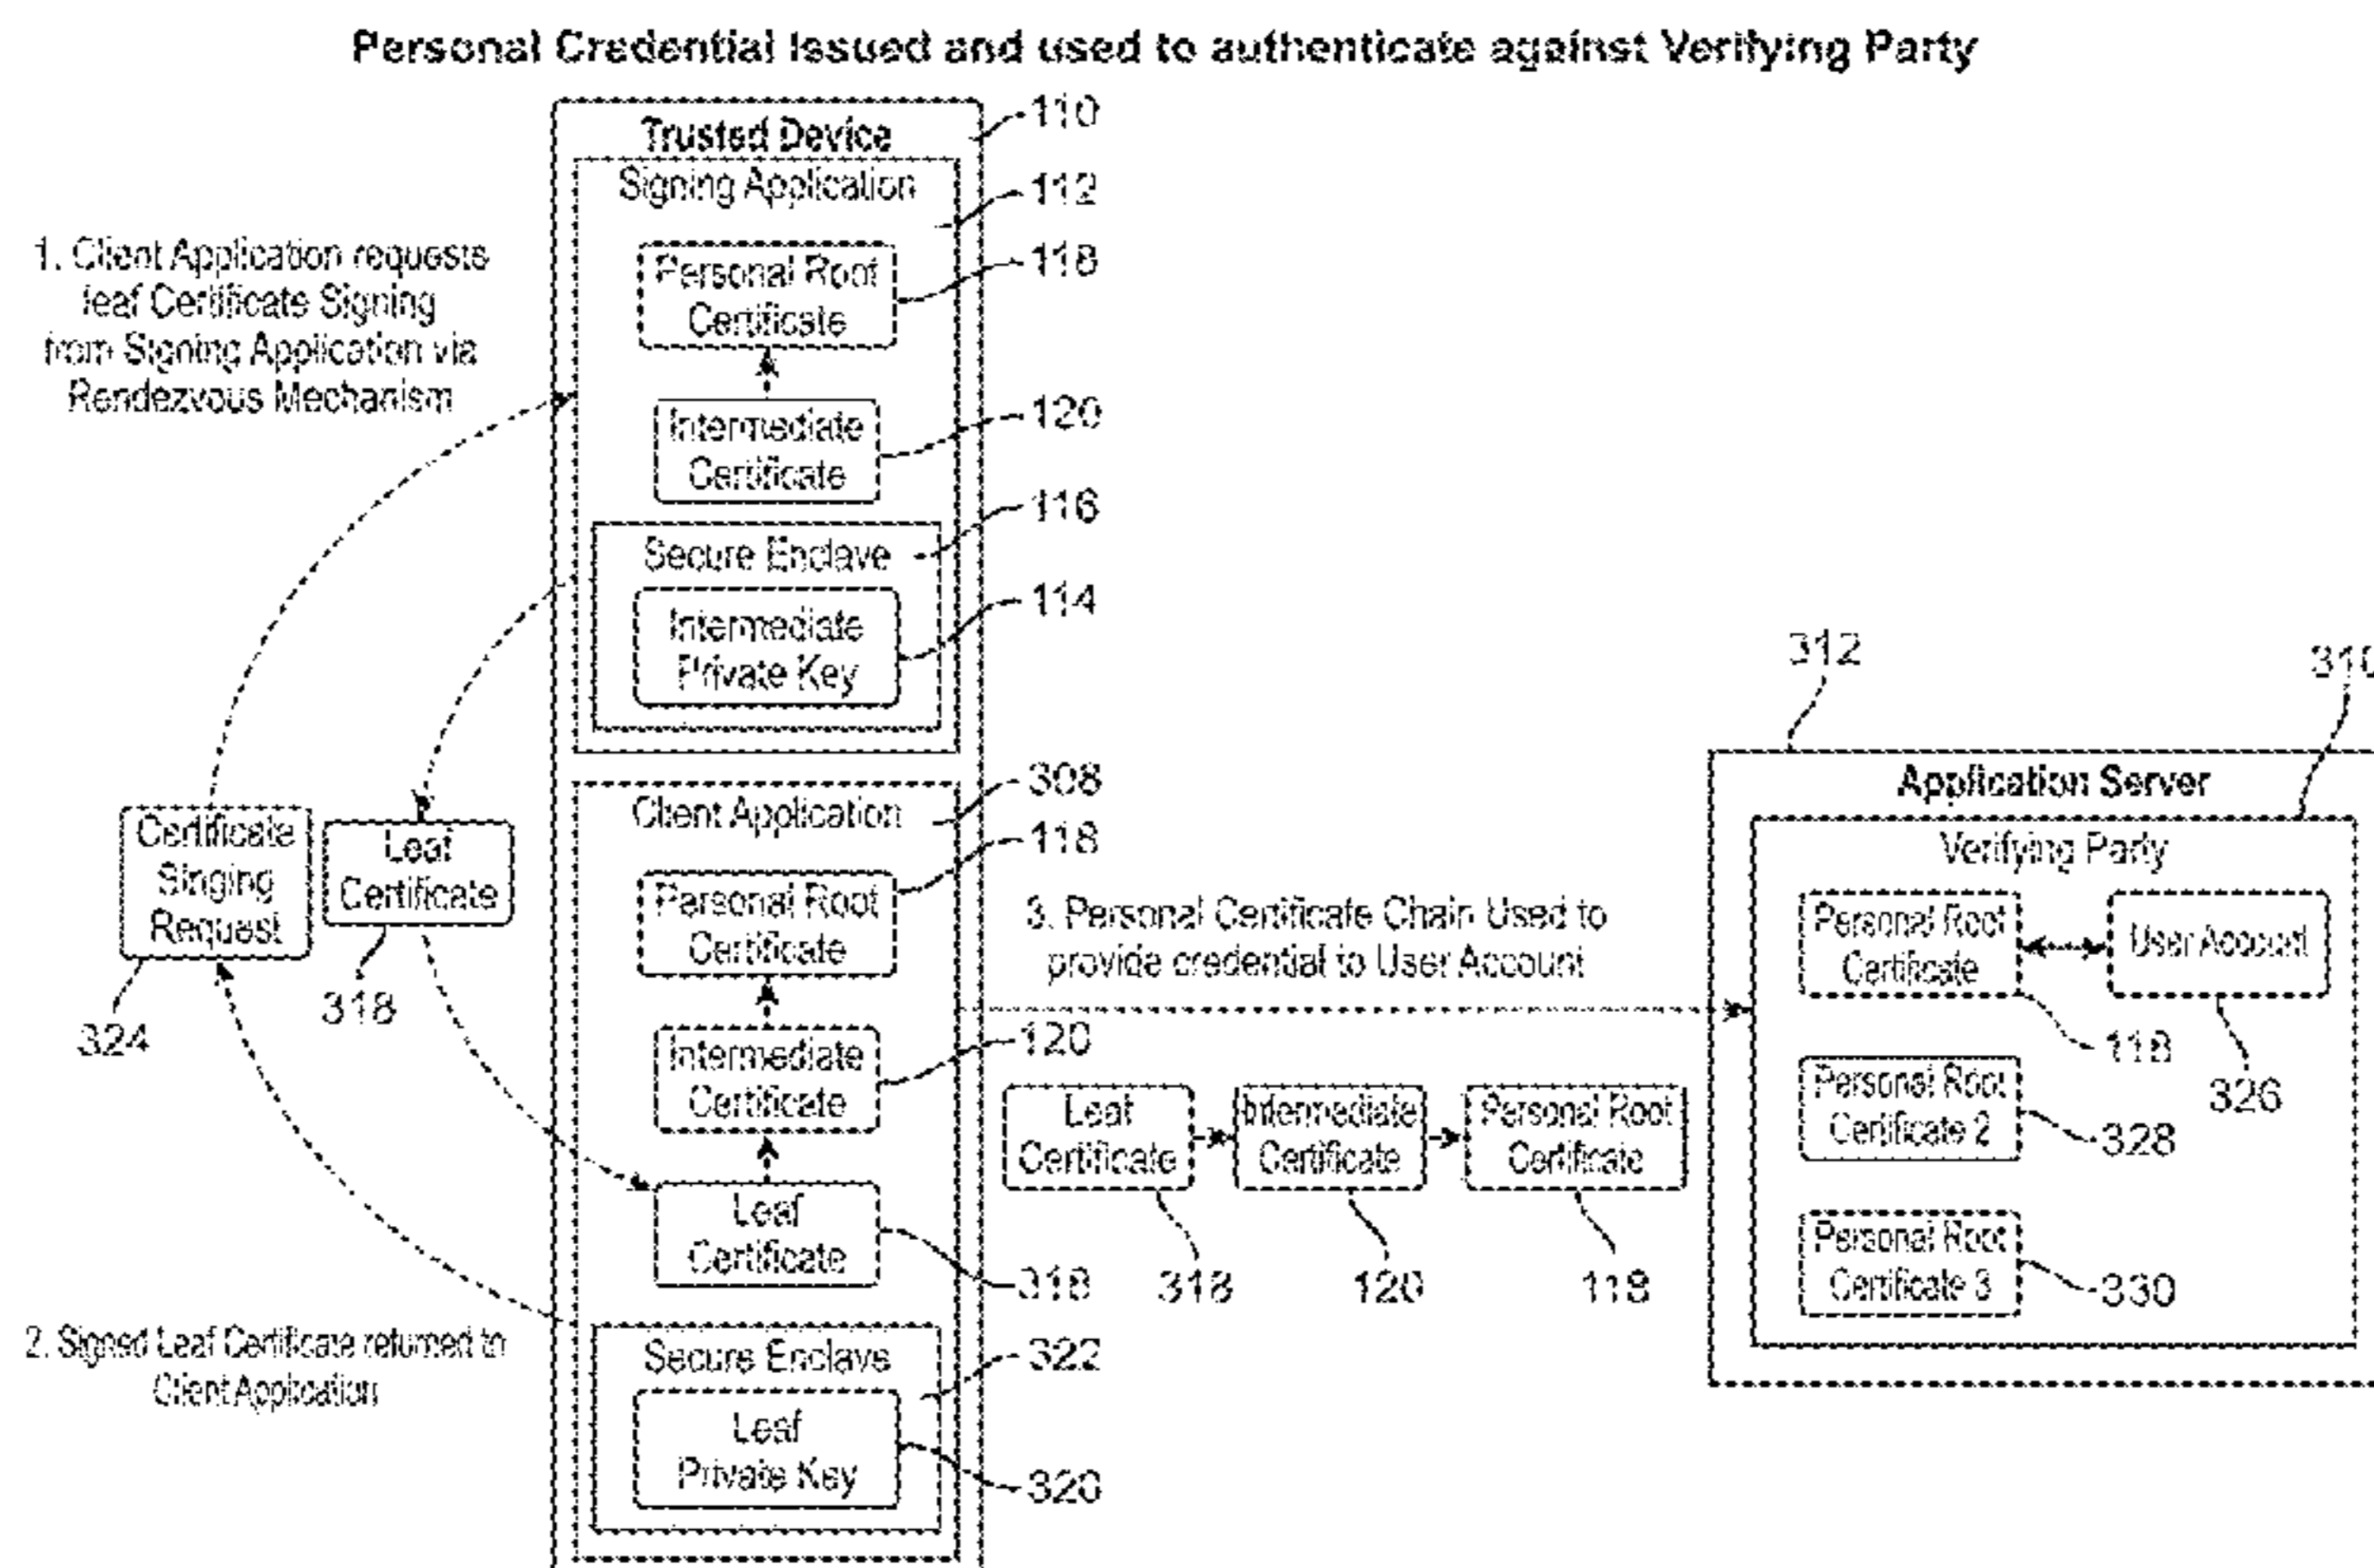 Personal Credential Issued and used to authenticate against Verifying Party
Trusted Device
110
Signing Application
112
1. Client Application requests
leaf Certificate Signing
from Signing Application via
Rendezvous Mechanism
Personal Root
Certificate
118
Intermediate
Certificate
120
Secure Enclave
116
Intermediate
Private Key
114
Client Application
308
Personal Root
Certificate
118
Certificate
Singing
Request
324
Leaf
Certificate
318
Intermediate
Certificate
120
Leaf
Certificate
318
2. Signed Leaf Certificate returned to
Client Application
Secure Enclave
322
Leaf
Private Key
320
3. Personal Certificate Chain Used to
provide credential to User Account
Leaf
Certificate
318
Intermediate
Certificate
120
Personal Root
Certificate
118
312
310
Application Server
Verifying Party
Personal Root
Certificate
118
User Account
326
Personal Root
Certificate 2
328
Personal Root
Certificate 3
330